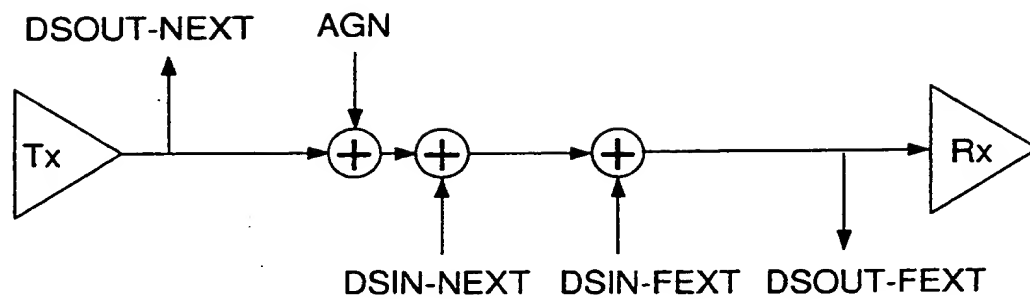 DSOUT-NEXT
AGN
Tx
+
+
+
Rx
DSIN-NEXT
DSIN-FEXT
DSOUT-FEXT